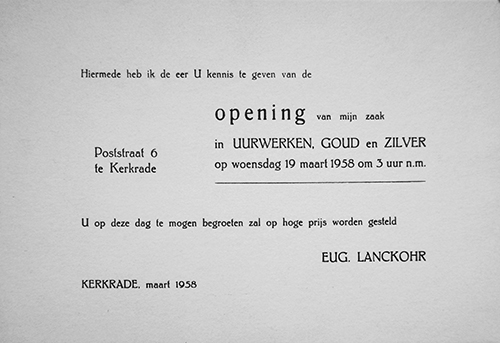 Hiermede heb ik de eer U kennis te geven van de
opening van mijn zaak
in UURWERKEN, GOUD en ZILVER
Poststraat 6
te Kerkrade
op woensdag 19 maart 1958 om 3 uur n.m.
U op deze dag te mogen begroeten zal op hoge prijs worden gesteld
EUG. LANCKOHR
KERKRADE, maart 1958